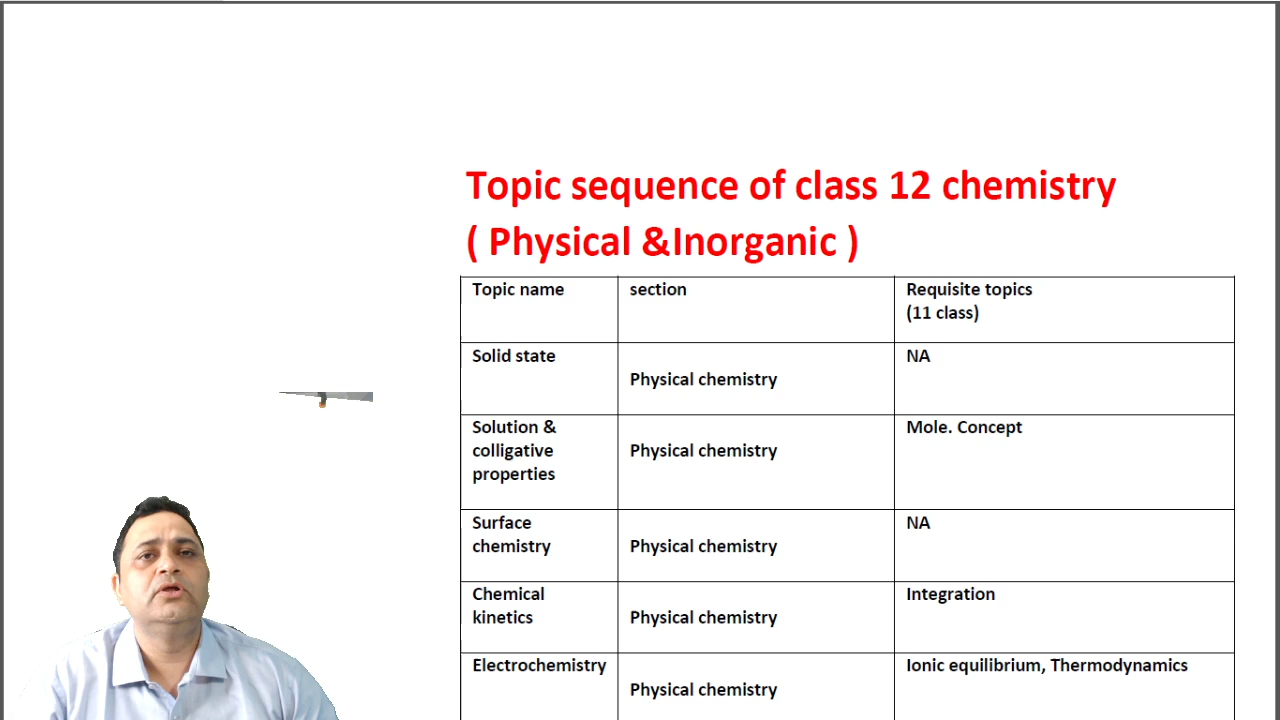 Topic sequence of class 12 chemistry
( Physical &Inorganic )
Topic name
section
Requisite topics
(11 class)
Solid state
Physical chemistry
NA
Solution &
colligative
properties
Physical chemistry
Mole. Concept
Surface
chemistry
Physical chemistry
NA
Chemical
kinetics
Physical chemistry
Integration
Electrochemistry
Physical chemistry
Ionic equilibrium, Thermodynamics